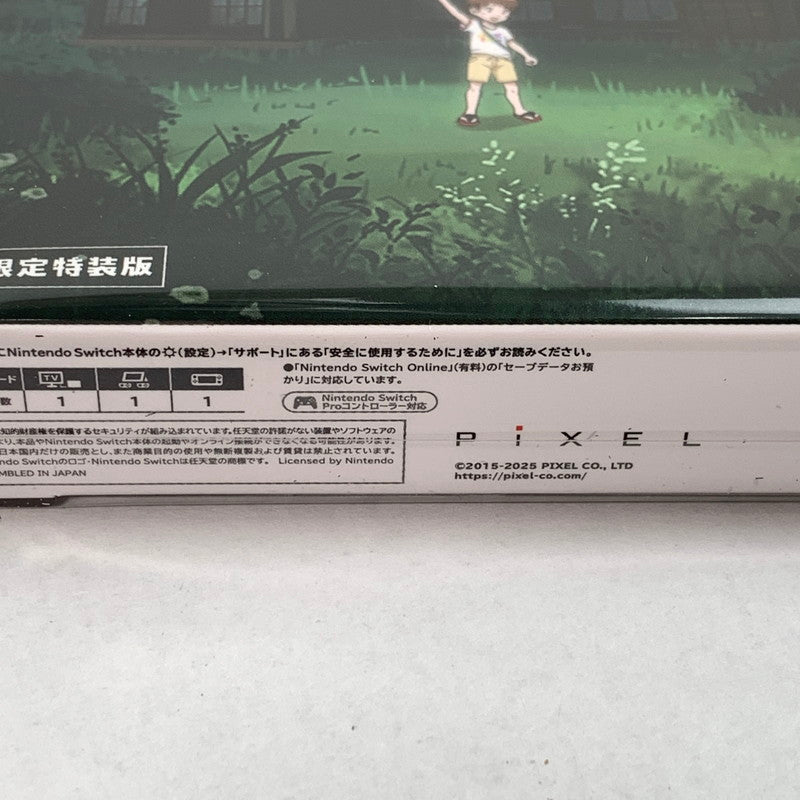 限定特装版
にNintendo Switch本体の(設定)→「サポート」にある「安全に使用するために」を必ずお読みください。
ード TV
数 1 1 1
●「Nintendo Switch Online」(有料)の「セーブデータお預
かり」に対応しています。
Nintendo Switch
Proコントローラー対応
知的財産権を保護するセキュリティが組み込まれています。任天堂の許諾がない装置やソフトウェアの
より、本品やNintendo Switch本体の起動やオンライン接続ができなくなる可能性があります。
日本国内だけの販売とし、また商業目的の使用や無断複製および賃貸は禁止されています。
ndo Switchのロゴ・Nintendo Switchは任天堂の商標です。 Licensed by Nintendo
MBLED IN JAPAN
PiXEL
©2015-2025 PIXEL CO., LTD
https://pixel-co.com/